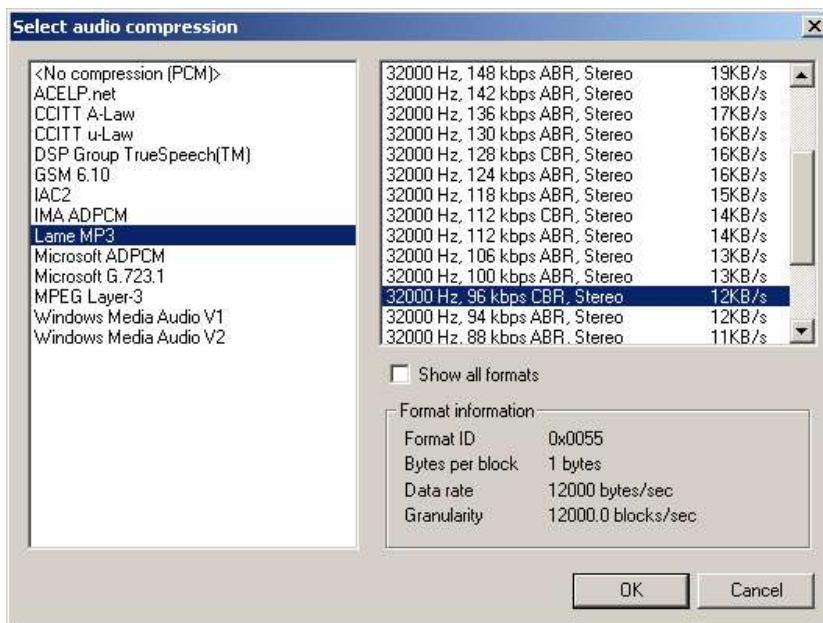 Select audio compression
<No compression (PCM)>
ACELP.net
CCITT A-Law
CCITT u-Law
DSP Group TrueSpeech(TM)
GSM 6.10
IAC2
IMA ADPCM
Lame MP3
Microsoft ADPCM
Microsoft G.723.1
MPEG Layer-3
Windows Media Audio V1
Windows Media Audio V2
32000 Hz, 148 kbps ABR, Stereo 19KB/s
32000 Hz, 142 kbps ABR, Stereo 18KB/s
32000 Hz, 136 kbps ABR, Stereo 17KB/s
32000 Hz, 130 kbps ABR, Stereo 16KB/s
32000 Hz, 128 kbps CBR, Stereo 16KB/s
32000 Hz, 124 kbps ABR, Stereo 16KB/s
32000 Hz, 118 kbps ABR, Stereo 15KB/s
32000 Hz, 112 kbps CBR, Stereo 14KB/s
32000 Hz, 112 kbps ABR, Stereo 14KB/s
32000 Hz, 106 kbps ABR, Stereo 13KB/s
32000 Hz, 100 kbps ABR, Stereo 13KB/s
32000 Hz, 96 kbps CBR, Stereo 12KB/s
32000 Hz, 94 kbps ABR, Stereo 12KB/s
32000 Hz, 88 kbps ABR, Stereo 11KB/s
Show all formats
Format information
Format ID 0x0055
Bytes per block 1 bytes
Data rate 12000 bytes/sec
Granularity 12000.0 blocks/sec
OK Cancel